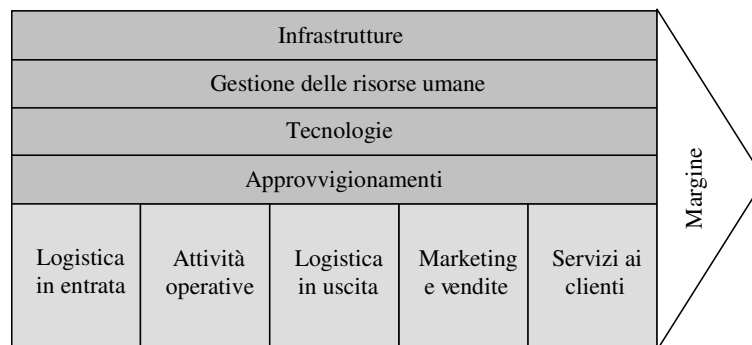 Infrastrutture
Gestione delle risorse umane
Tecnologie
Approvvigionamenti
Logistica
in entrata
Attività
operative
Logistica
in uscita
Marketing
e vendite
Servizi ai
clienti
Margine